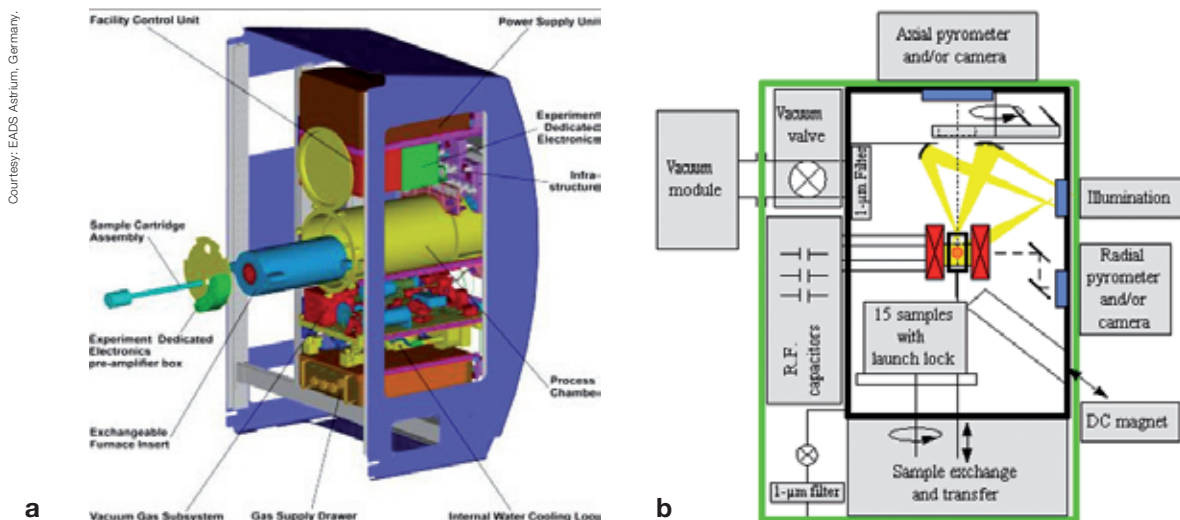 Courtesy: EADS Astrium, Germany.
Facility Control Unit
Power Supply Unit
Experiment
Dedicated
Electronics
Infra-
structure
Sample Cartridge
Assembly
Experiment Dedicated
Electronics
pre-amplifier box
Process
Chamber
Exchangeable
Furnace Insert
Vacuum Gas Subsystem
Gas Supply Drawer
Internal Water Cooling Loop
a
Axial pyrometer
and/or camera
Vacuum
valve
Vacuum
module
1-µm Filter
Illumination
Radial
pyrometer
and/or
camera
15 samples
with
launch lock
R.F.
capacitors
DC magnet
Sample exchange
and transfer
1-µm filter
b